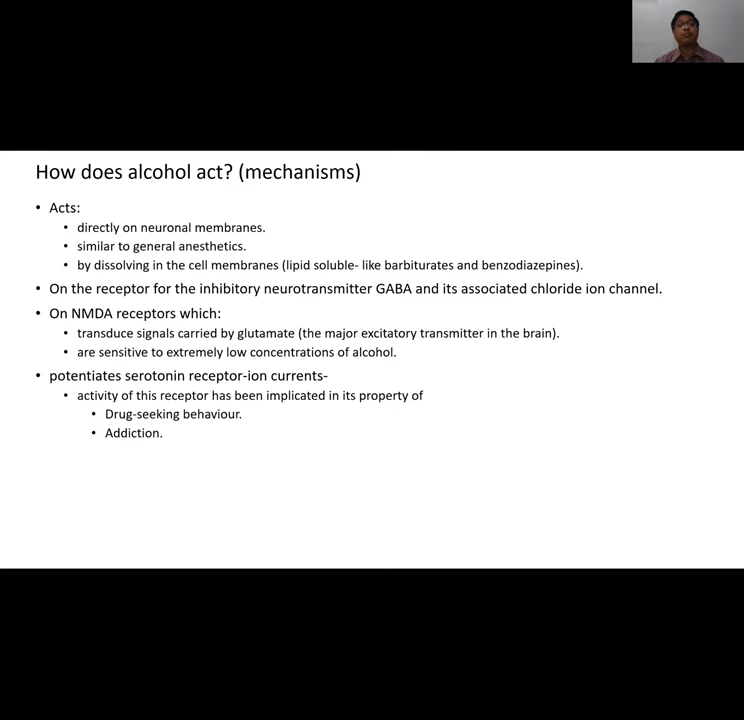 How does alcohol act? (mechanisms)
• Acts:
• directly on neuronal membranes.
• similar to general anesthetics.
• by dissolving in the cell membranes (lipid soluble- like barbiturates and benzodiazepines).
• On the receptor for the inhibitory neurotransmitter GABA and its associated chloride ion channel.
• On NMDA receptors which:
• transduce signals carried by glutamate (the major excitatory transmitter in the brain).
• are sensitive to extremely low concentrations of alcohol.
• potentiates serotonin receptor-ion currents-
• activity of this receptor has been implicated in its property of
• Drug-seeking behaviour.
• Addiction.